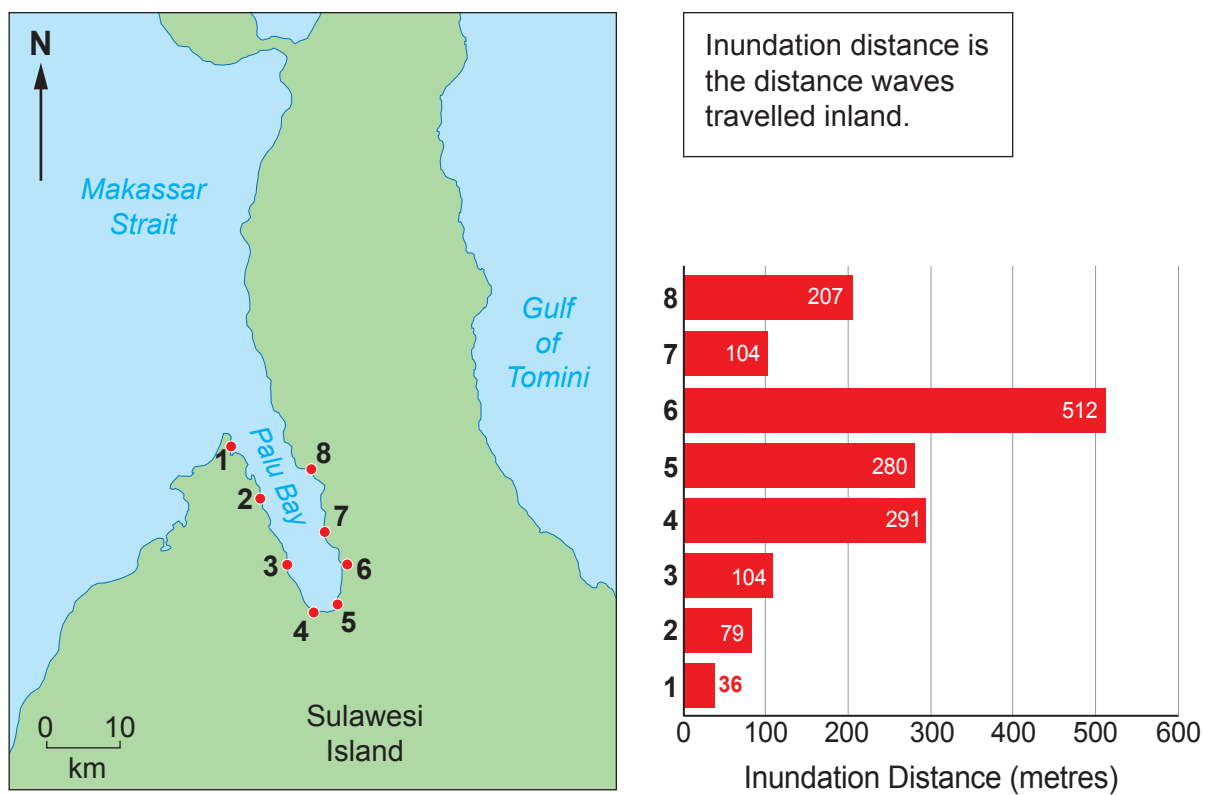 N
Makassar
Strait
Gulf
of
Tomini
Palu Bay
1
8
2
7
3
6
4
5
Sulawesi
Island
0 10
km
Inundation distance is
the distance waves
travelled inland.
8 207
7 104
6 512
5 280
4 291
3 104
2 79
1 36
0 100 200 300 400 500 600
Inundation Distance (metres)